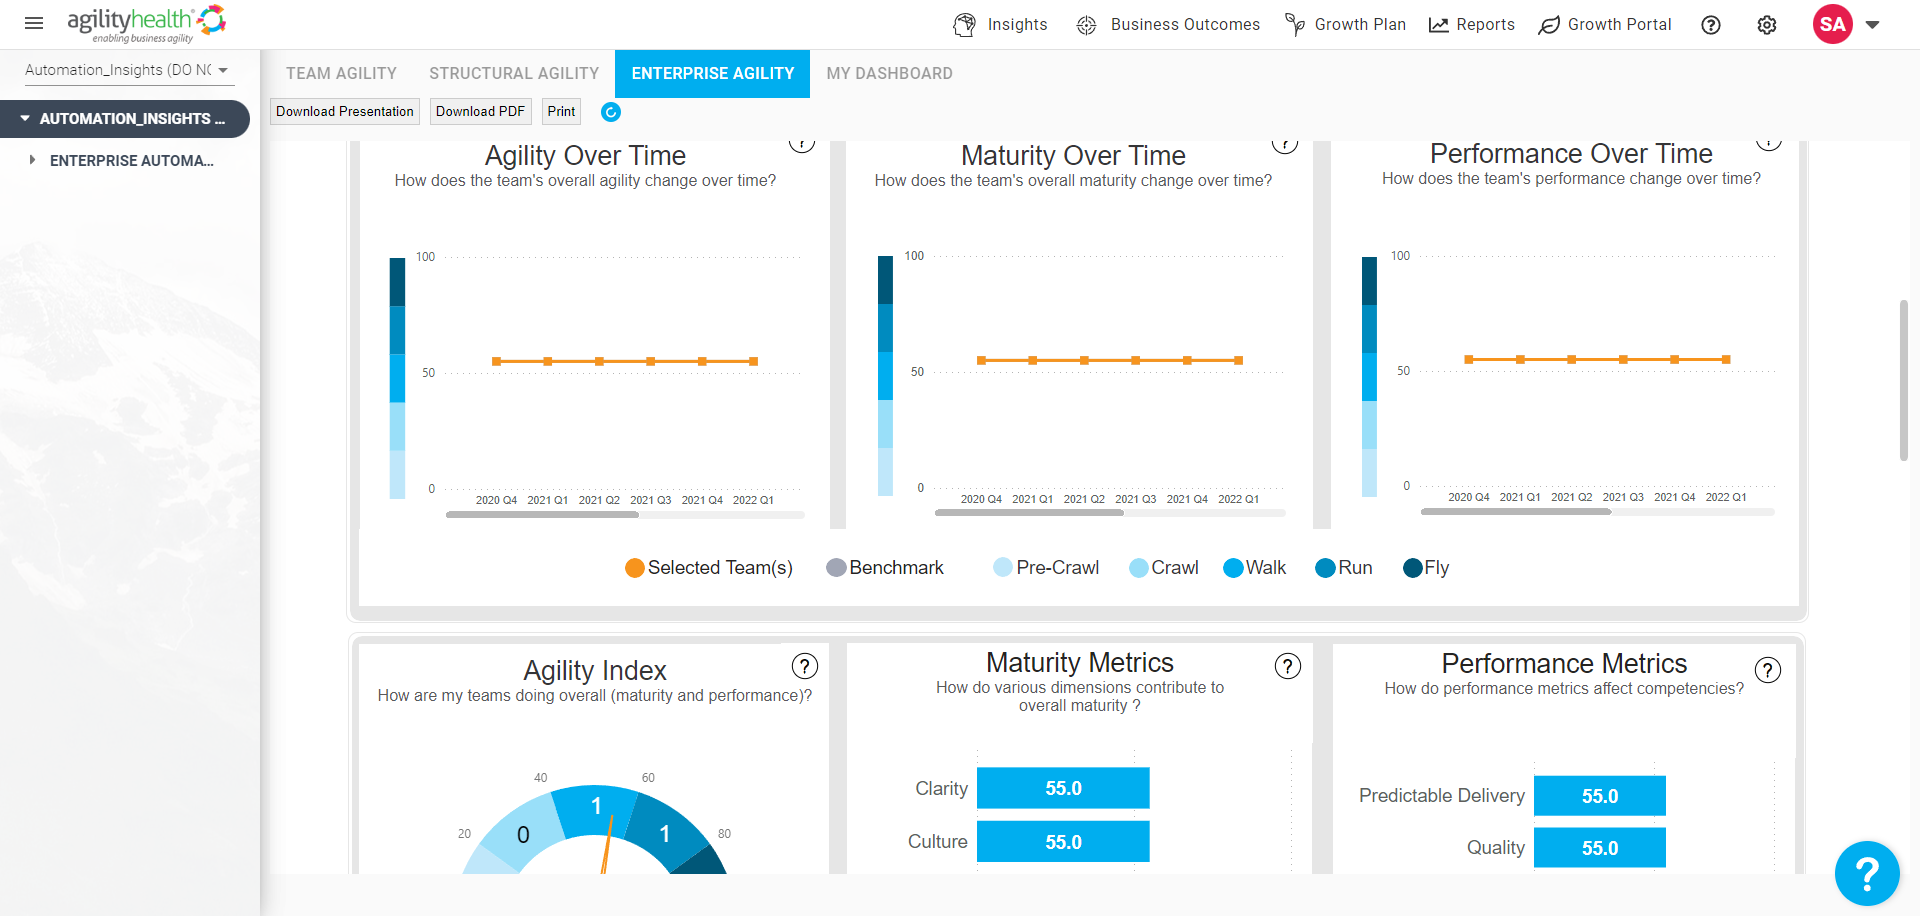 agilityhealth®
enabling business agility
Insights
Business Outcomes
Growth Plan
Reports
Growth Portal
SA
Automation_Insights (DO NO
AUTOMATION_INSIGHTS ...
ENTERPRISE AUTOMA...
TEAM AGILITY
STRUCTURAL AGILITY
ENTERPRISE AGILITY
MY DASHBOARD
Download Presentation
Download PDF
Print
Agility Over Time
How does the team's overall agility change over time?
100
50
0
2020 Q4 2021 Q1 2021 Q2 2021 Q3 2021 Q4 2022 Q1
Maturity Over Time
How does the team's overall maturity change over time?
100
50
0
2020 Q4 2021 Q1 2021 Q2 2021 Q3 2021 Q4 2022 Q1
Performance Over Time
How does the team's performance change over time?
100
50
0
2020 Q4 2021 Q1 2021 Q2 2021 Q3 2021 Q4 2022 Q1
Selected Team(s)
Benchmark
Pre-Crawl
Crawl
Walk
Run
Fly
Agility Index
?
How are my teams doing overall (maturity and performance)?
40
60
20
80
0
1
1
Maturity Metrics
?
How do various dimensions contribute to
overall maturity ?
Clarity 55.0
Culture 55.0
Performance Metrics
?
How do performance metrics affect competencies?
Predictable Delivery 55.0
Quality 55.0
?